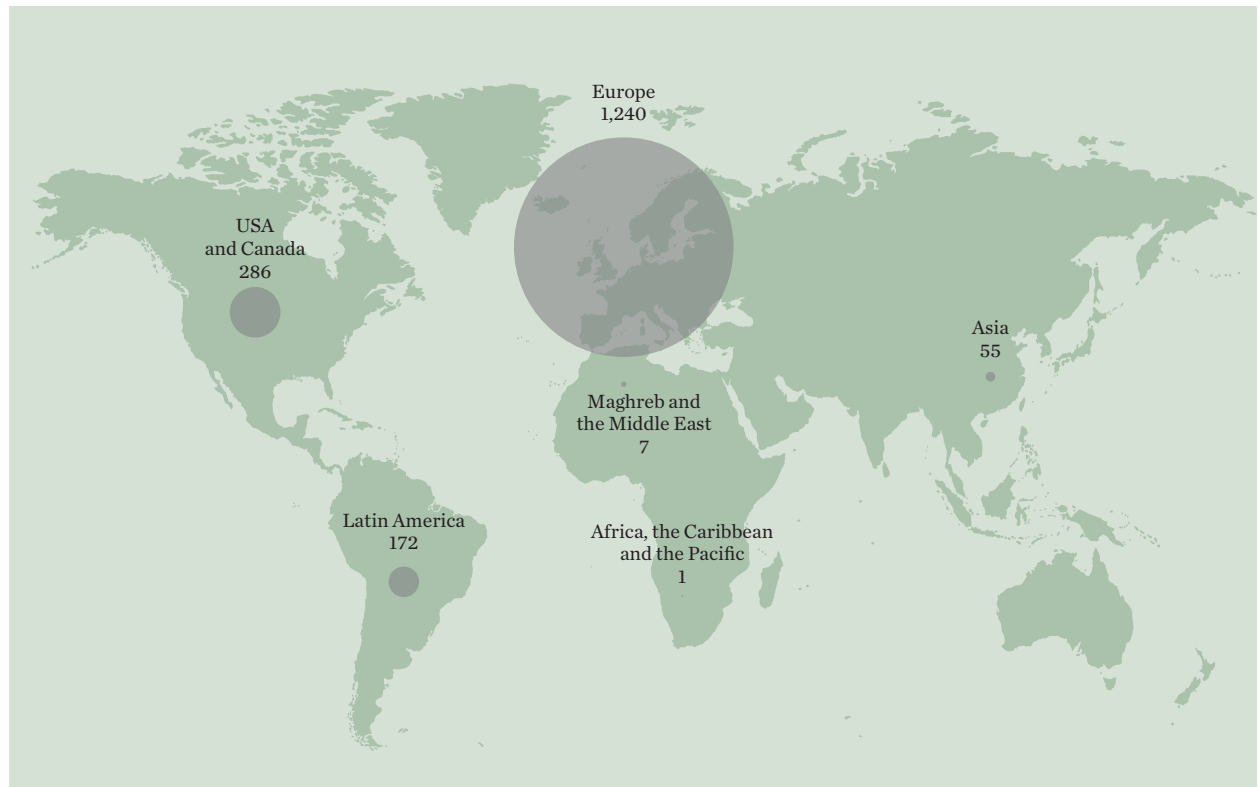 Europe
1,240
USA
and Canada
286
Asia
55
Maghreb and
the Middle East
7
Latin America
172
Africa, the Caribbean
and the Pacific
1